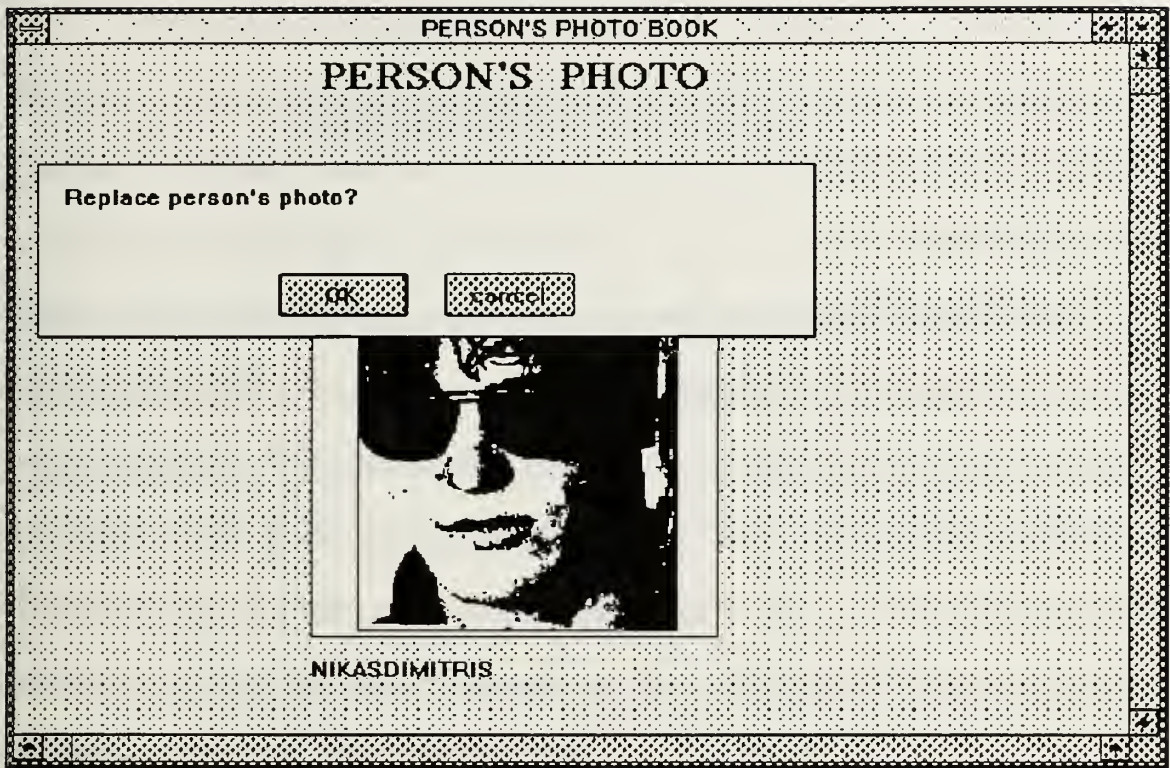 PERSON'S PHOTO BOOK
PERSON'S PHOTO
Replace person's photo?
OK
cancel
NIKASDIMITRIS